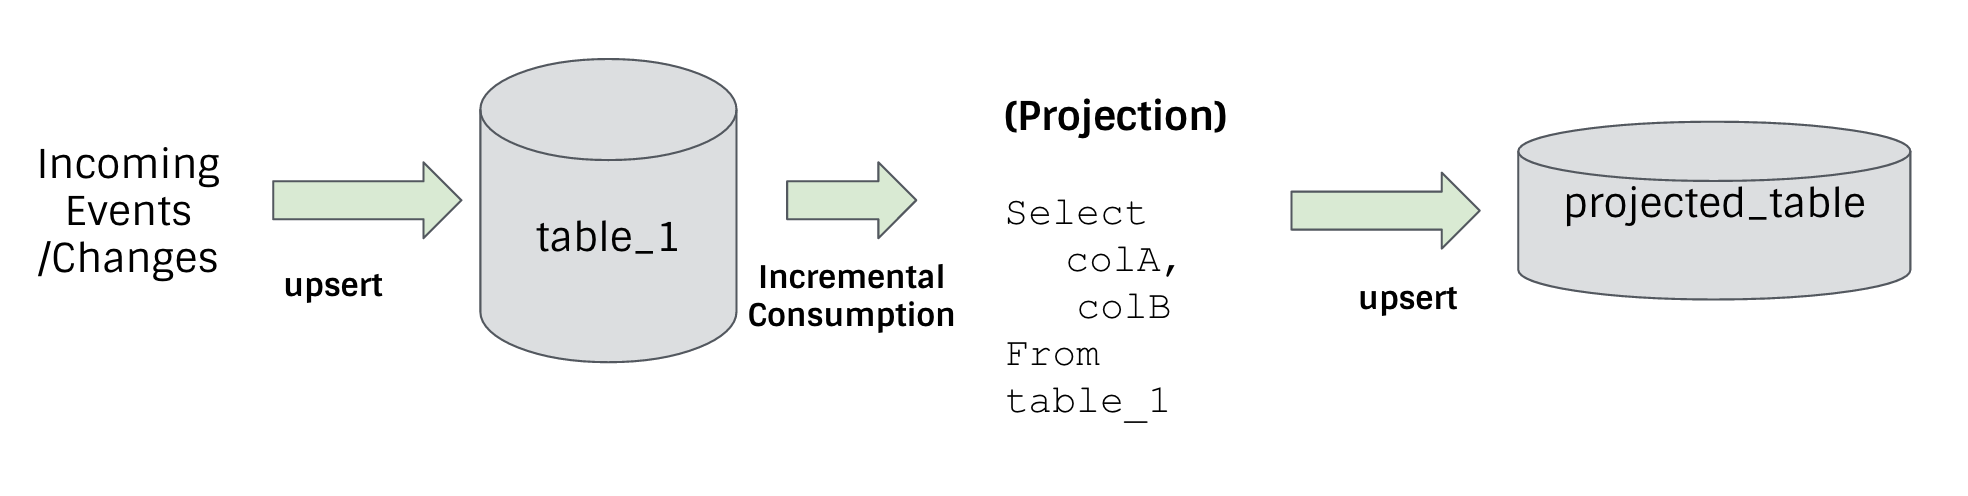 Incoming
Events
/Changes
upsert
table_1
Incremental
Consumption
(Projection)
Select
colA,
colB
From
table_1
upsert
projected_table